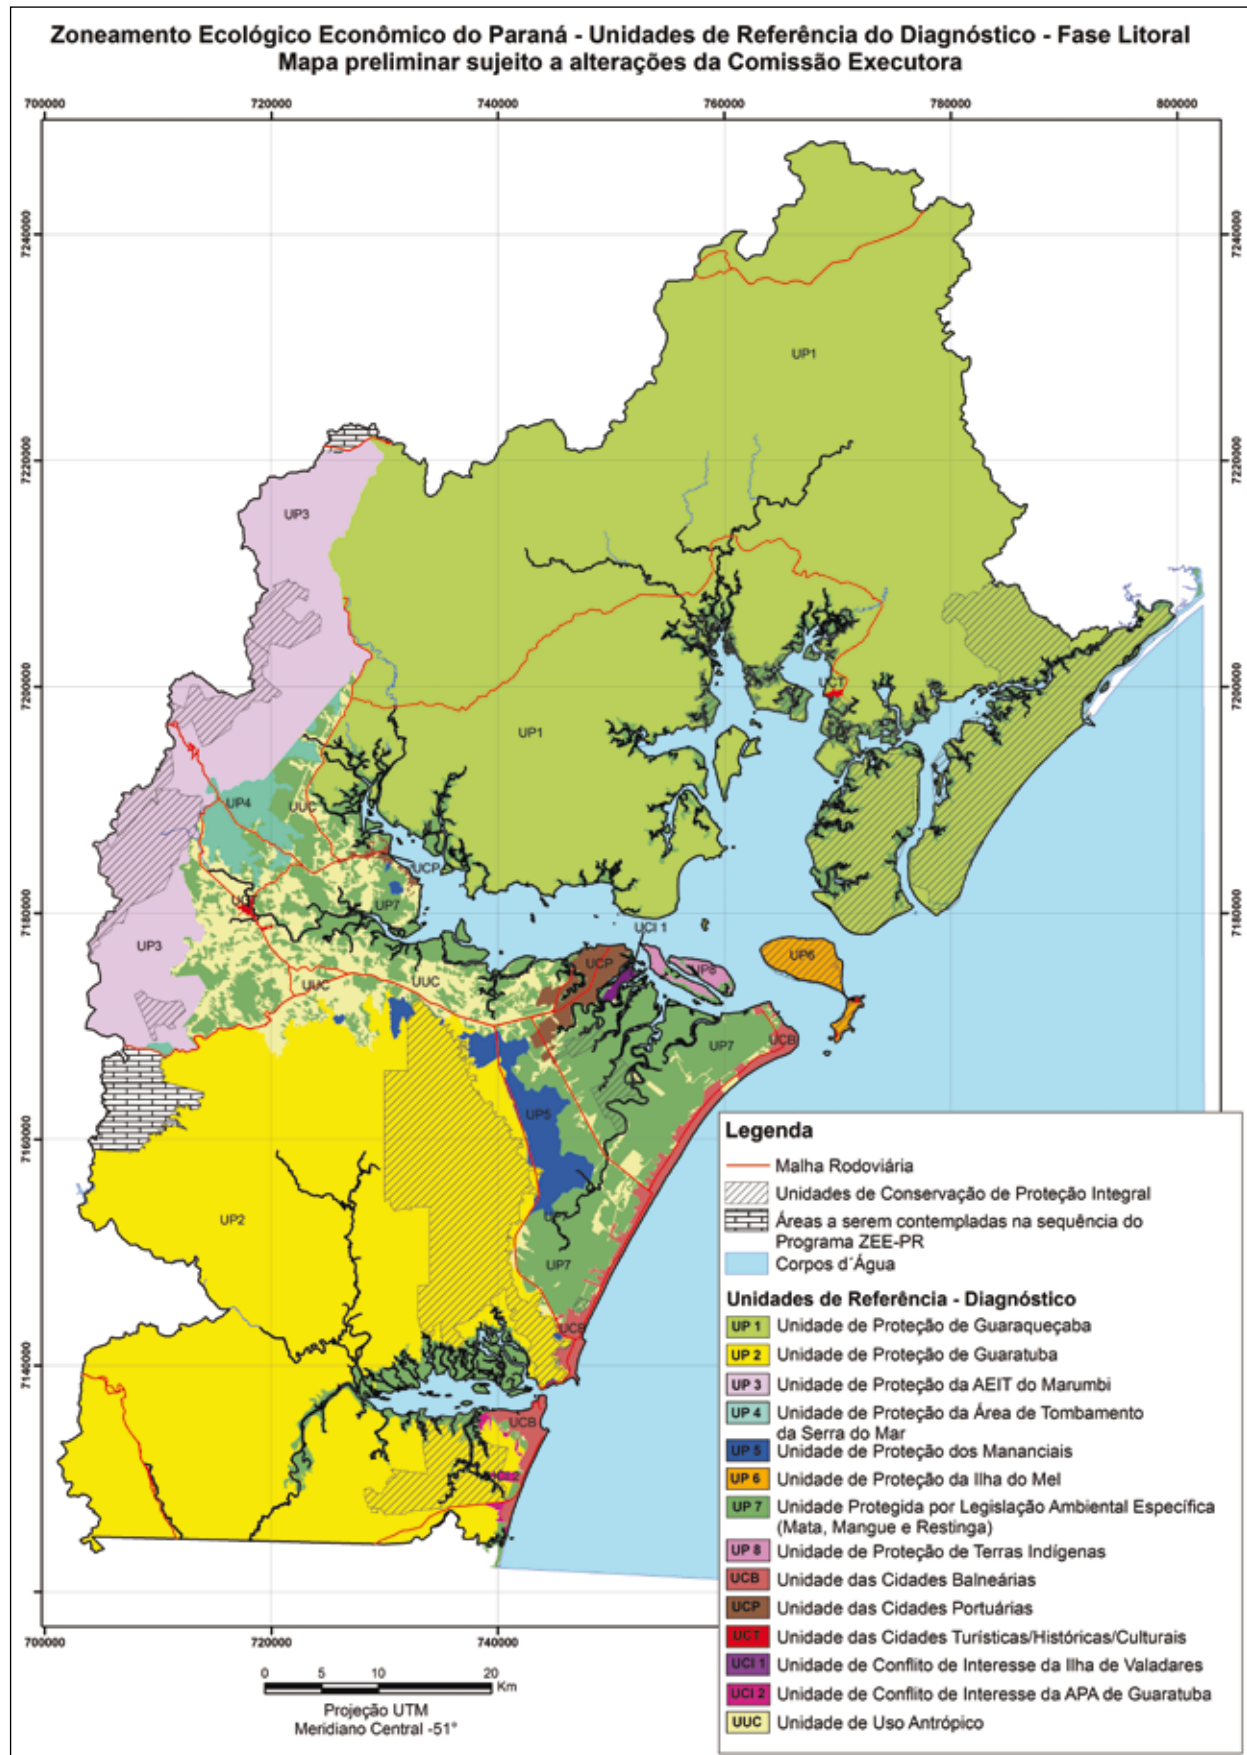 Zoneamento Ecológico Econômico do Paraná - Unidades de Referência do Diagnóstico - Fase Litoral
Mapa preliminar sujeito a alterações da Comissão Executora
700000 720000 740000 760000 780000 800000
7240000 7240000
UP1
7220000 7220000
UP3
7200000 7200000
UCT
UP1
UP4
UUC
UCP
UP7
7180000 7180000
UCI 1
UP3
UCP
UP6
UP8
UUC
UUC
UP7
UCB
UP5
7160000
UP2
UP7
UCB
7140000
UCB
700000 720000 740000
0 5 10 20
Km
Projeção UTM
Meridiano Central -51°
Legenda
Malha Rodoviária
Unidades de Conservação de Proteção Integral
Áreas a serem contempladas na sequência do
Programa ZEE-PR
Corpos d´Água
Unidades de Referência - Diagnóstico
UP 1 Unidade de Proteção de Guaraqueçaba
UP 2 Unidade de Proteção de Guaratuba
UP 3 Unidade de Proteção da AEIT do Marumbi
UP 4 Unidade de Proteção da Área de Tombamento
da Serra do Mar
UP 5 Unidade de Proteção dos Mananciais
UP 6 Unidade de Proteção da Ilha do Mel
UP 7 Unidade Protegida por Legislação Ambiental Específica
(Mata, Mangue e Restinga)
UP 8 Unidade de Proteção de Terras Indígenas
UCB Unidade das Cidades Balneárias
UCP Unidade das Cidades Portuárias
UCT Unidade das Cidades Turísticas/Históricas/Culturais
UCI 1 Unidade de Conflito de Interesse da Ilha de Valadares
UCI 2 Unidade de Conflito de Interesse da APA de Guaratuba
UUC Unidade de Uso Antrópico